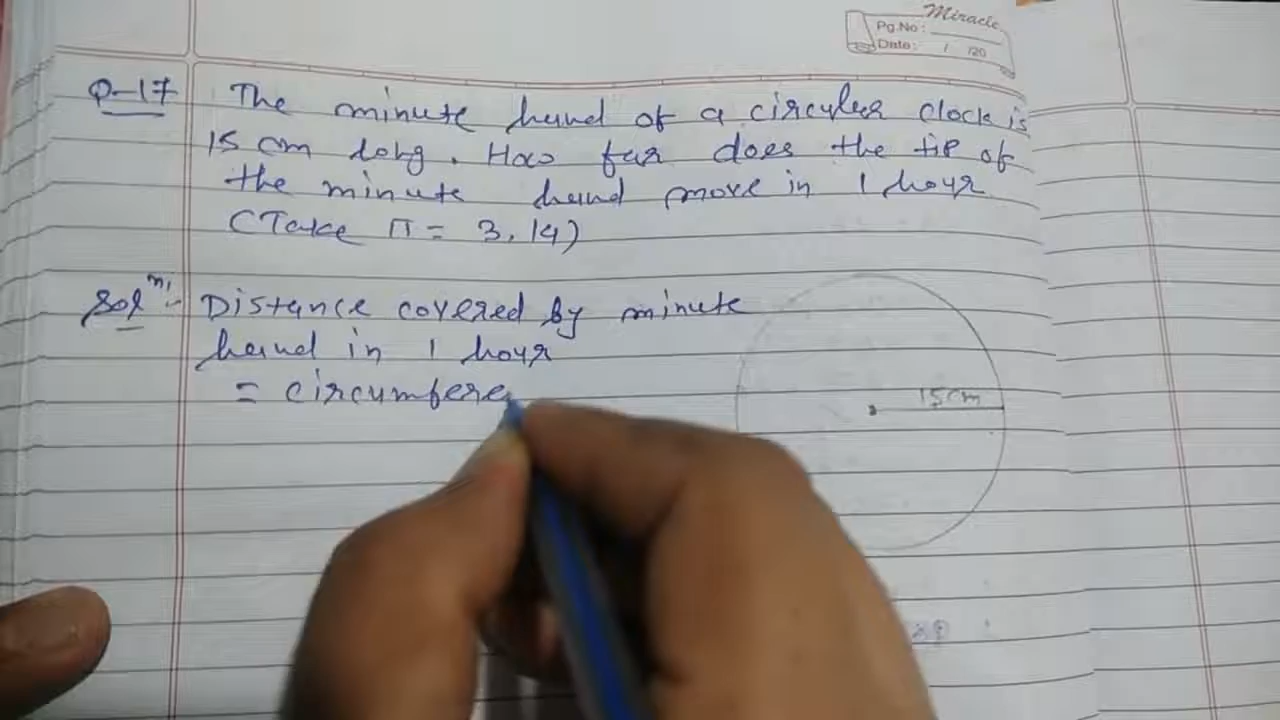 Miracle
Pg.No:
Date: / /20
Q-17 The minute hand of a circular clock is
15 cm long. How far does the tip of
the minute hand move in 1 hour
(Take π = 3.14)
Solⁿ:- Distance covered by minute
hand in 1 hour
= circumfere
15cm